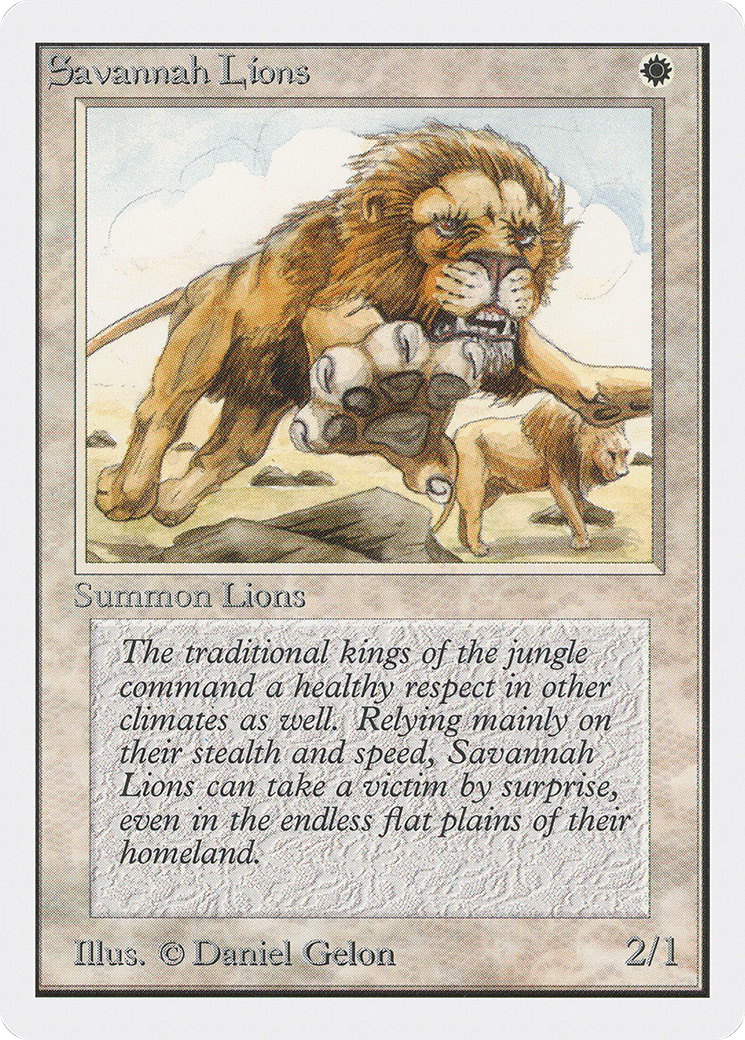 Savannah Lions
Summon Lions
The traditional kings of the jungle
command a healthy respect in other
climates as well. Relying mainly on
their stealth and speed, Savannah
Lions can take a victim by surprise,
even in the endless flat plains of their
homeland.
Illus. © Daniel Gelon
2/1